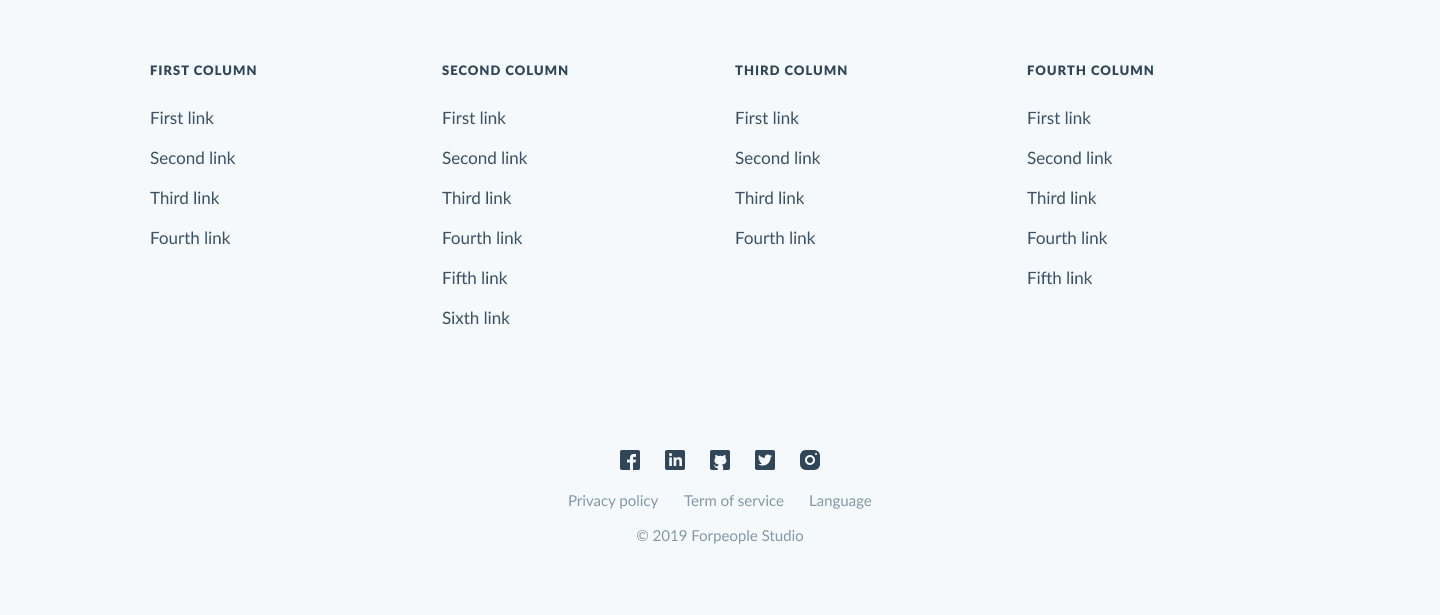 FIRST COLUMN
First link
Second link
Third link
Fourth link
SECOND COLUMN
First link
Second link
Third link
Fourth link
Fifth link
Sixth link
THIRD COLUMN
First link
Second link
Third link
Fourth link
FOURTH COLUMN
First link
Second link
Third link
Fourth link
Fifth link
Privacy policy Term of service Language
© 2019 Forpeople Studio